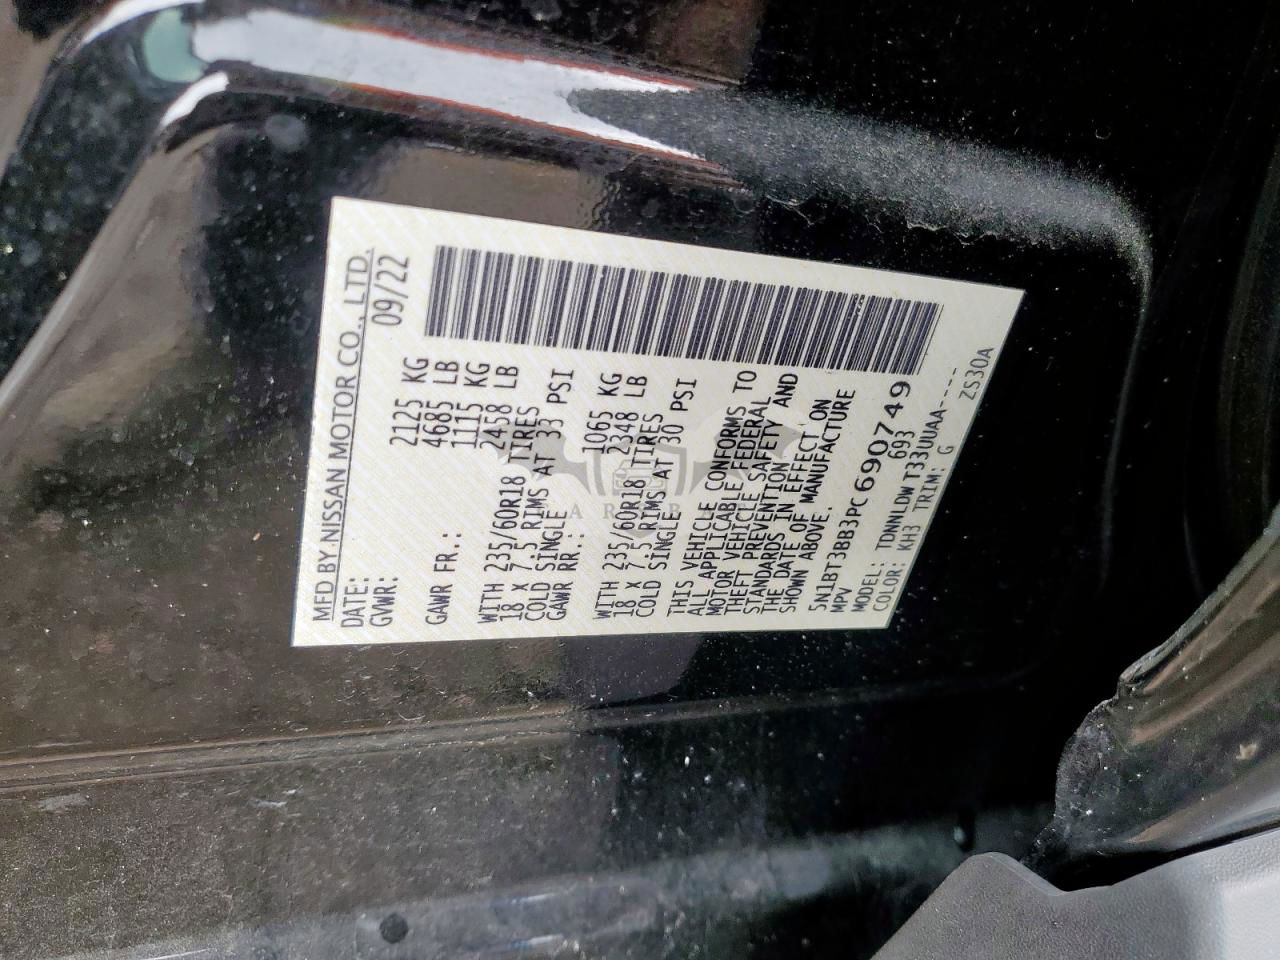 MFD BY NISSAN MOTOR CO., LTD.
DATE: 09/22
GVWR: 2125 KG
4685 LB
GAWR FR.: 1115 KG
2458 LB
WITH 235/60R18 TIRES
18 X 7.5 RIMS AT 33 PSI
COLD SINGLE
GAWR RR.: 1065 KG
2348 LB
WITH 235/60R18 TIRES
18 X 7.5 RIMS AT 30 PSI
COLD SINGLE
THIS VEHICLE CONFORMS TO
ALL APPLICABLE FEDERAL
MOTOR VEHICLE SAFETY AND
THEFT PREVENTION
STANDARDS IN EFFECT ON
THE DATE OF MANUFACTURE
SHOWN ABOVE.
5N1BT3BB3PC690749
MPV 693
MODEL: TDNNLDW T33UUAA-----
COLOR: KH3 TRIM: G ZS30A